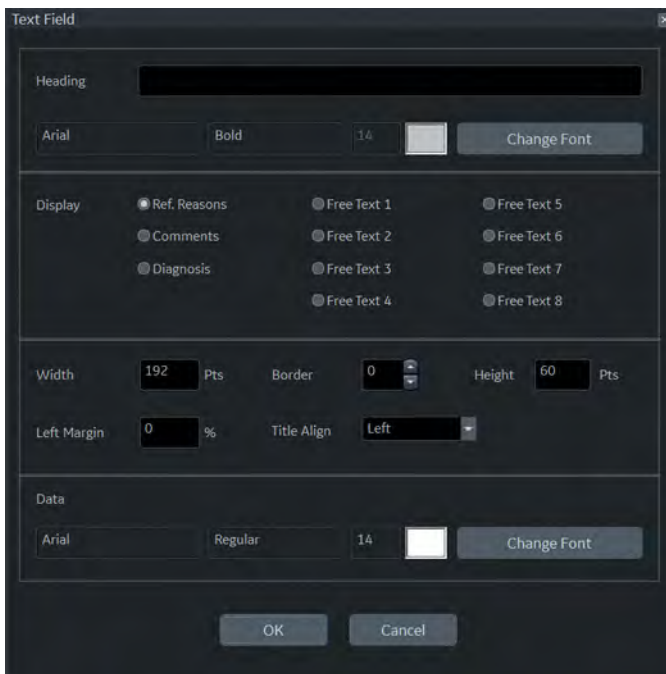 Text Field
Heading
Arial Bold 14 Change Font
Display Ref. Reasons Free Text 1 Free Text 5
Comments Free Text 2 Free Text 6
Diagnosis Free Text 3 Free Text 7
Free Text 4 Free Text 8
Width 192 Pts Border 0 Height 60 Pts
Left Margin 0 % Title Align Left
Data
Arial Regular 14 Change Font
OK Cancel